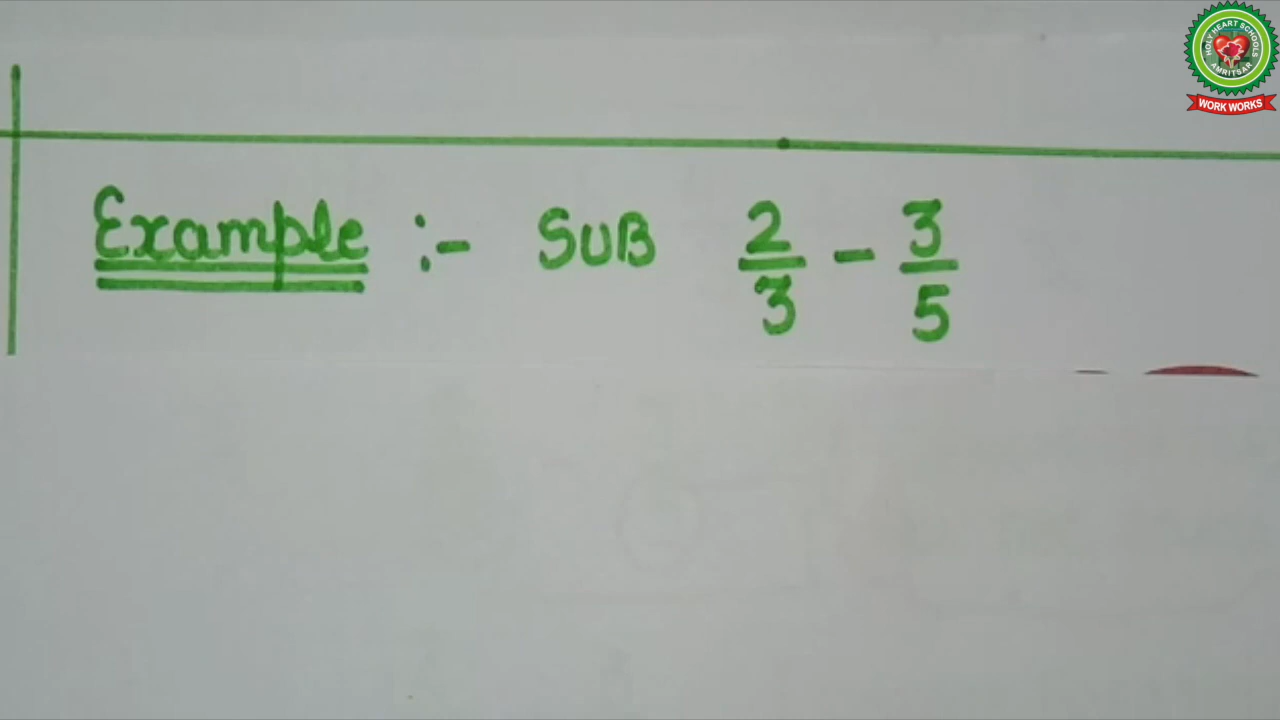 HOLY HEART SCHOOLS
AMRITSAR
WORK WORKS
Example :- SUB 2/3 - 3/5